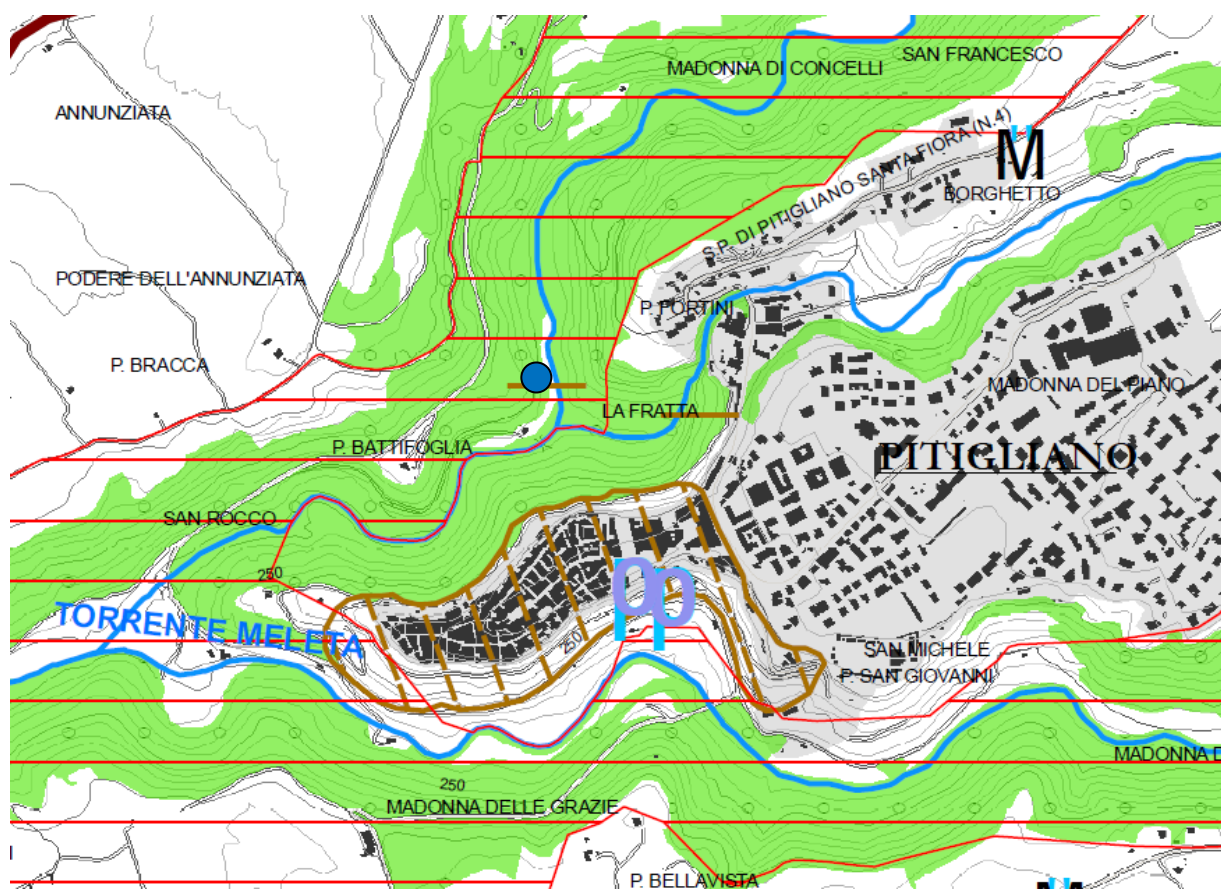 SAN FRANCESCO
MADONNA DI CONCELLI
ANNUNZIATA
S.P. DI PITIGLIANO SANTA FIORA (N.4)
M
BORGHETTO
PODERE DELL'ANNUNZIATA
P. PORTINI
P. BRACCA
MADONNA DEL PIANO
LA FRATTA
P. BATTIFOGLIA
PITIGLIANO
SAN ROCCO
250
TORRENTE MELETA
250
SAN MICHELE
P. SAN GIOVANNI
MADONNA D
250
MADONNA DELLE GRAZIE
P. BELLAVISTA